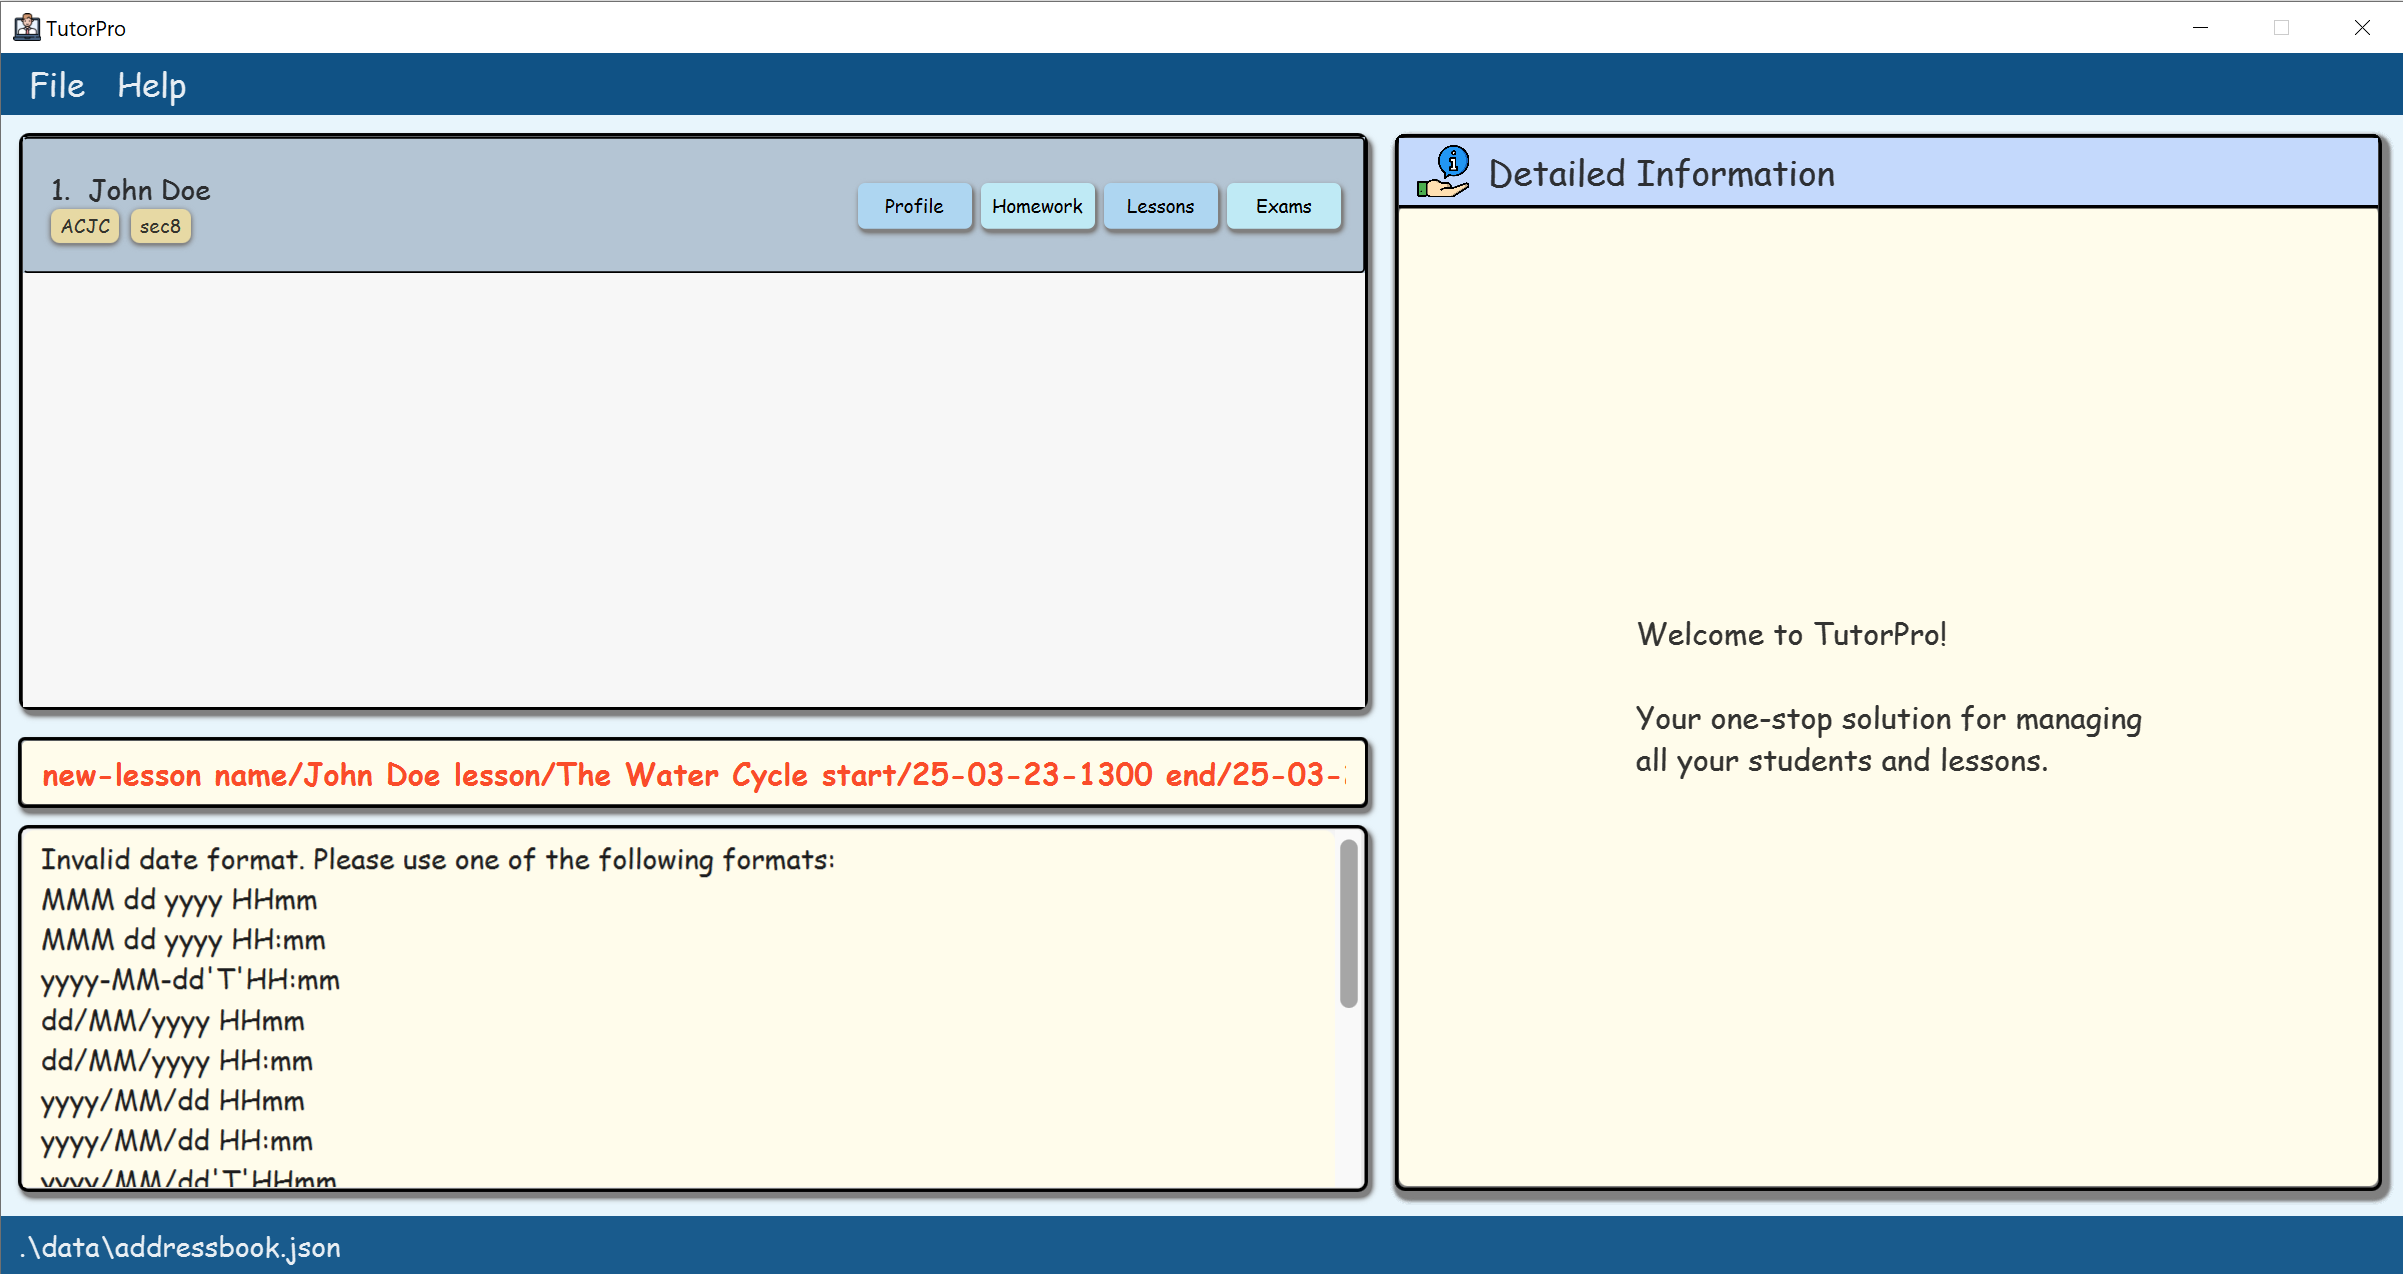 TutorPro
File Help
1. John Doe
ACJC sec8
Profile Homework Lessons Exams
new-lesson name/John Doe lesson/The Water Cycle start/25-03-23-1300 end/25-03-
Invalid date format. Please use one of the following formats:
MMM dd yyyy HHmm
MMM dd yyyy HH:mm
yyyy-MM-dd'T'HH:mm
dd/MM/yyyy HHmm
dd/MM/yyyy HH:mm
yyyy/MM/dd HHmm
yyyy/MM/dd HH:mm
yyyy/MM/dd'T'HHmm
Detailed Information
Welcome to TutorPro!
Your one-stop solution for managing
all your students and lessons.
.\data\addressbook.json